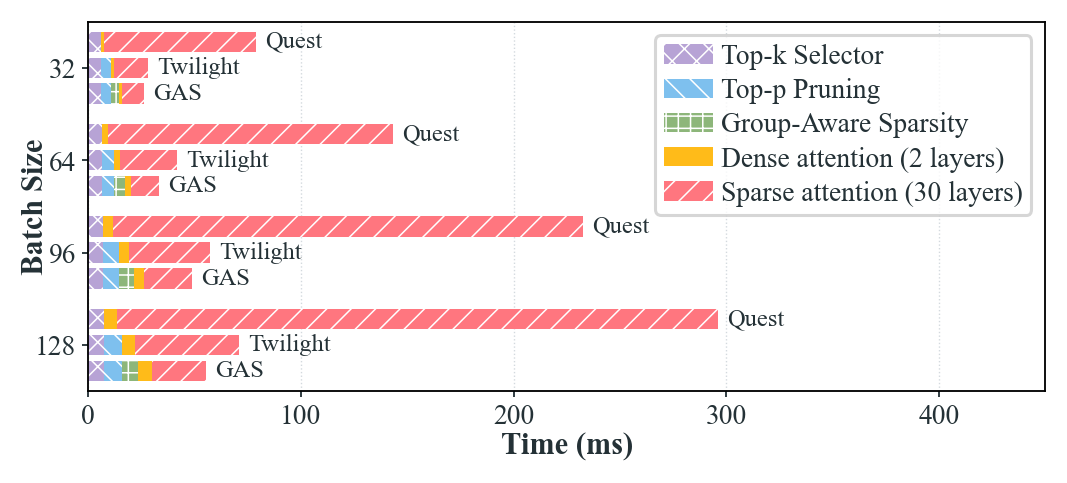 Quest
32
Twilight
GAS
Quest
64
Twilight
GAS
Quest
96
Twilight
GAS
Quest
128
Twilight
GAS
Batch Size
Top-k Selector
Top-p Pruning
Group-Aware Sparsity
Dense attention (2 layers)
Sparse attention (30 layers)
0 100 200 300 400
Time (ms)